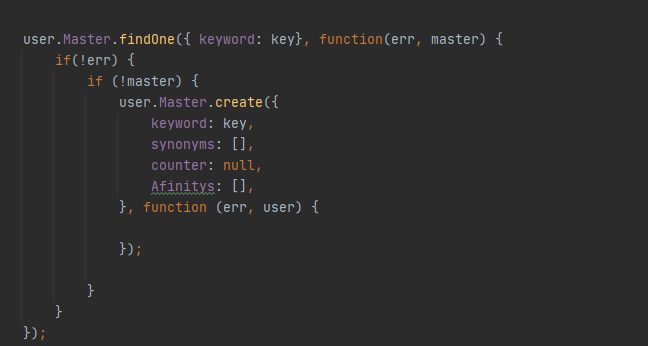 user.Master.findOne({ keyword: key}, function(err, master) {
    if(!err) {
        if (!master) {
            user.Master.create({
                keyword: key,
                synonyms: [],
                counter: null,
                Afinitys: [],
            }, function (err, user) {
            });
        }
    }
});